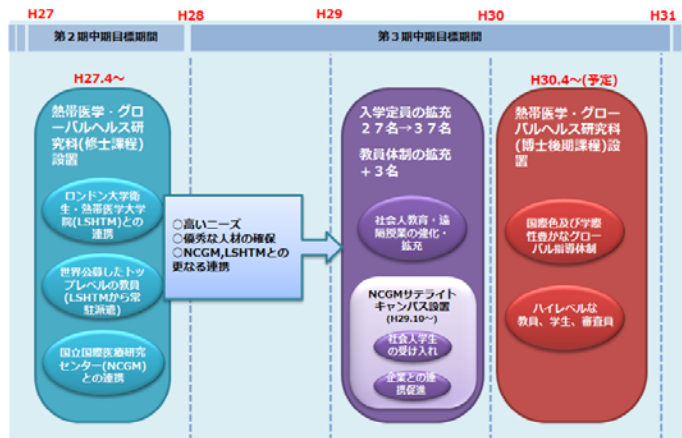 H27
H28
H29
H30
H31
第2期中期目標期間
第3期中期目標期間
H27.4～
熱帯医学・グロ
ーバルヘルス研
究科(修士課程)
設置
ロンドン大学衛
生・熱帯医学大学
院(LSHTM)との
連携
世界公募したトッ
プレベルの教員
(LSHTMから常
駐派遣)
国立国際医療研究
センター(NCGM)
との連携
○高いニーズ
○優秀な人材の確保
○NCGM,LSHTMとの
更なる連携
入学定員の拡充
２７名→３７名
教員体制の拡充
＋３名
社会人教育・遠
隔授業の強化・
拡充
NCGMサテライト
キャンパス設置
(H29.10～)
社会人学生
の受け入れ
企業との連
携促進
H30.4～(予定)
熱帯医学・グロー
バルヘルス研究科
(博士後期課程)設
置
国際色及び学際
性豊かなグロー
バル指導体制
ハイレベルな
教員、学生、審査員